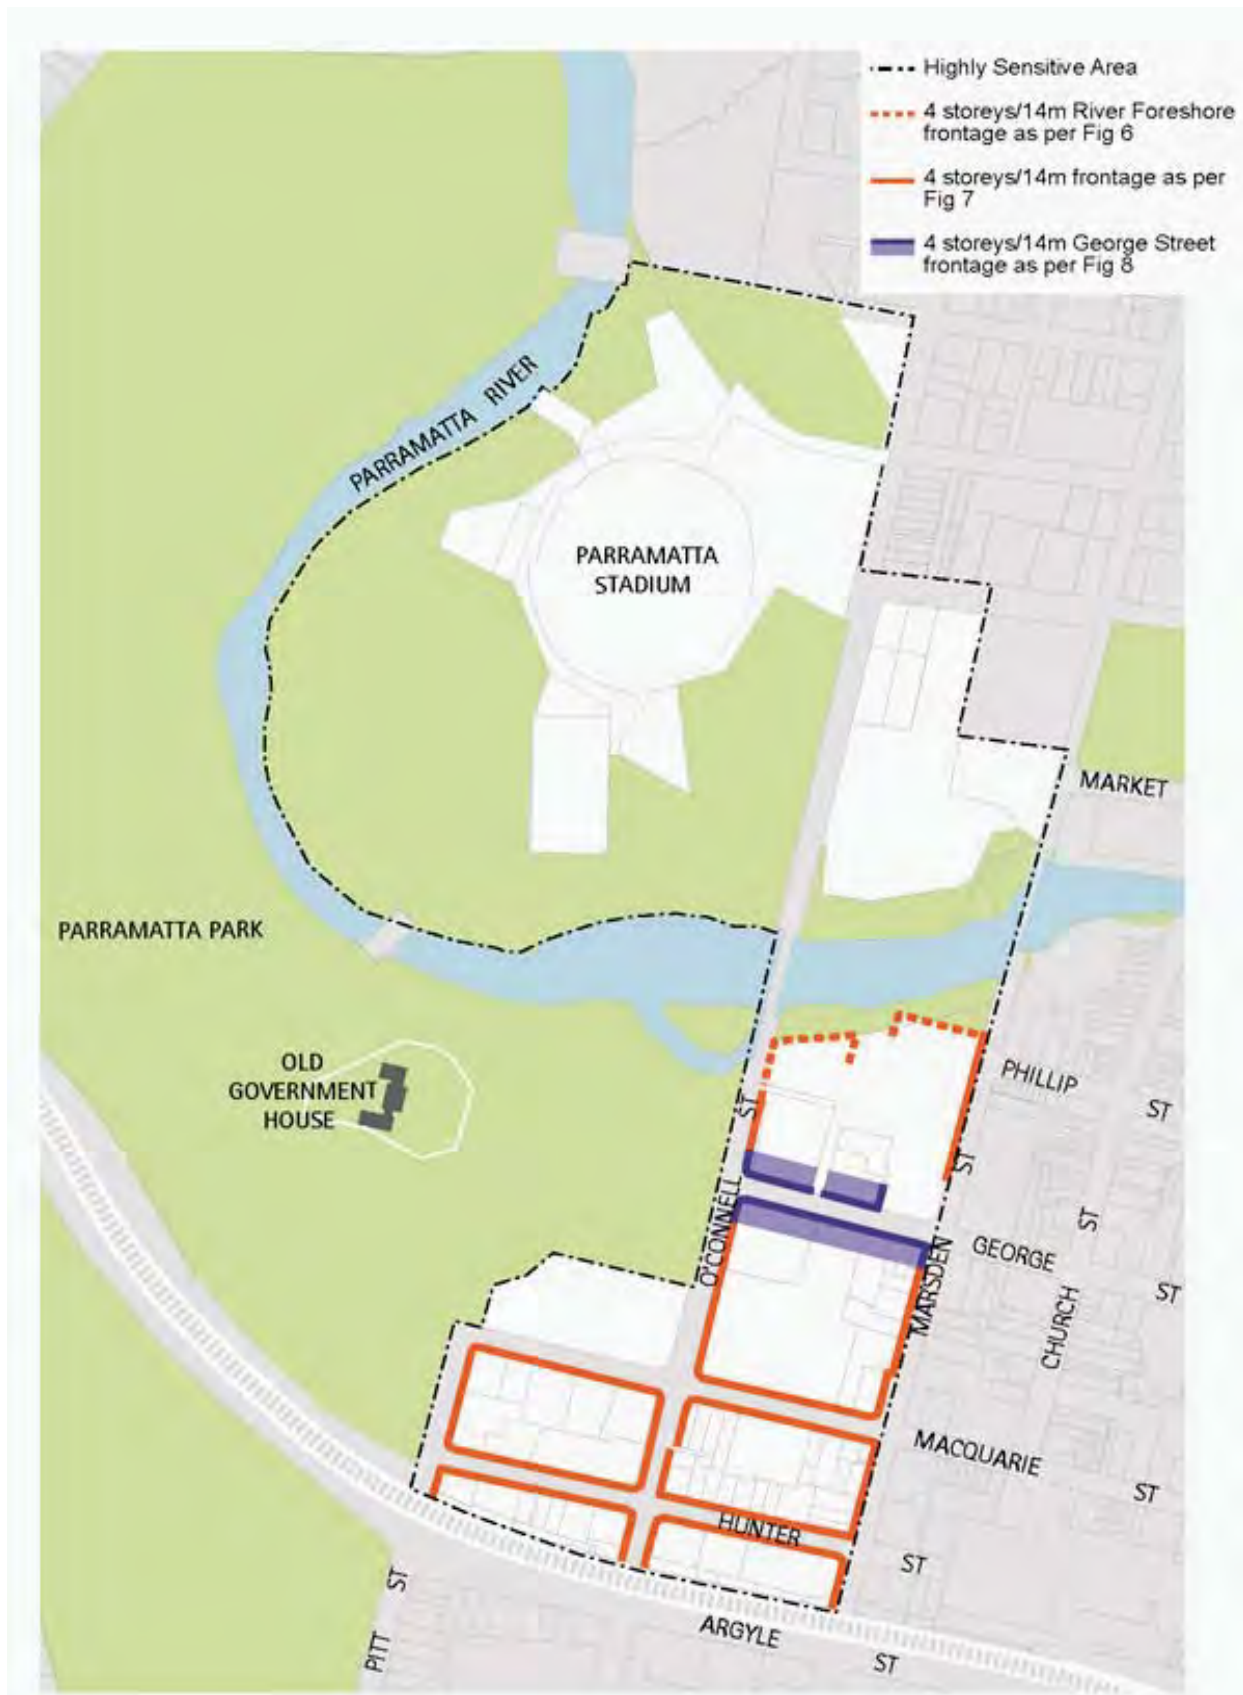 Highly Sensitive Area
4 storeys/14m River Foreshore
frontage as per Fig 6
4 storeys/14m frontage as per
Fig 7
4 storeys/14m George Street
frontage as per Fig 8
PARRAMATTA RIVER
PARRAMATTA
STADIUM
MARKET
PARRAMATTA PARK
OLD
GOVERNMENT
HOUSE
PHILLIP
ST
O'CONNELL ST
MARSDEN ST
GEORGE
ST
CHURCH ST
MACQUARIE
ST
HUNTER
ST
PITT ST
ARGYLE
ST